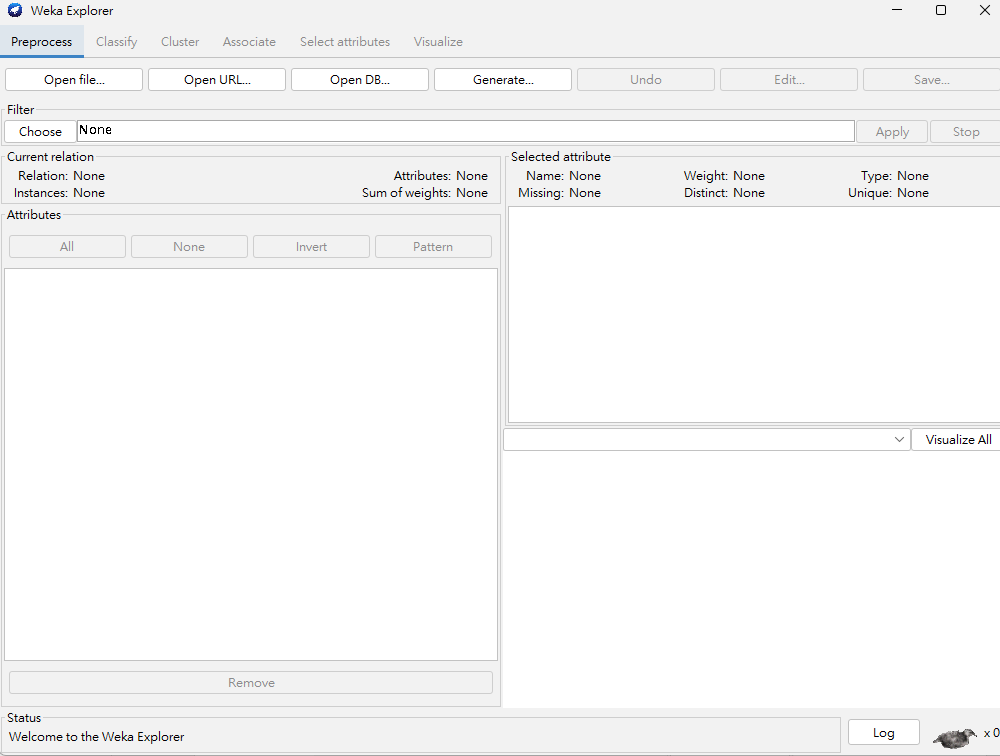 Weka Explorer
Preprocess Classify Cluster Associate Select attributes Visualize
Open file... Open URL... Open DB... Generate... Undo Edit... Save...
Filter
Choose None Apply Stop
Current relation
Relation: None Attributes: None
Instances: None Sum of weights: None
Attributes
All None Invert Pattern
Remove
Selected attribute
Name: None Weight: None Type: None
Missing: None Distinct: None Unique: None
Visualize All
Status
Welcome to the Weka Explorer
Log x 0